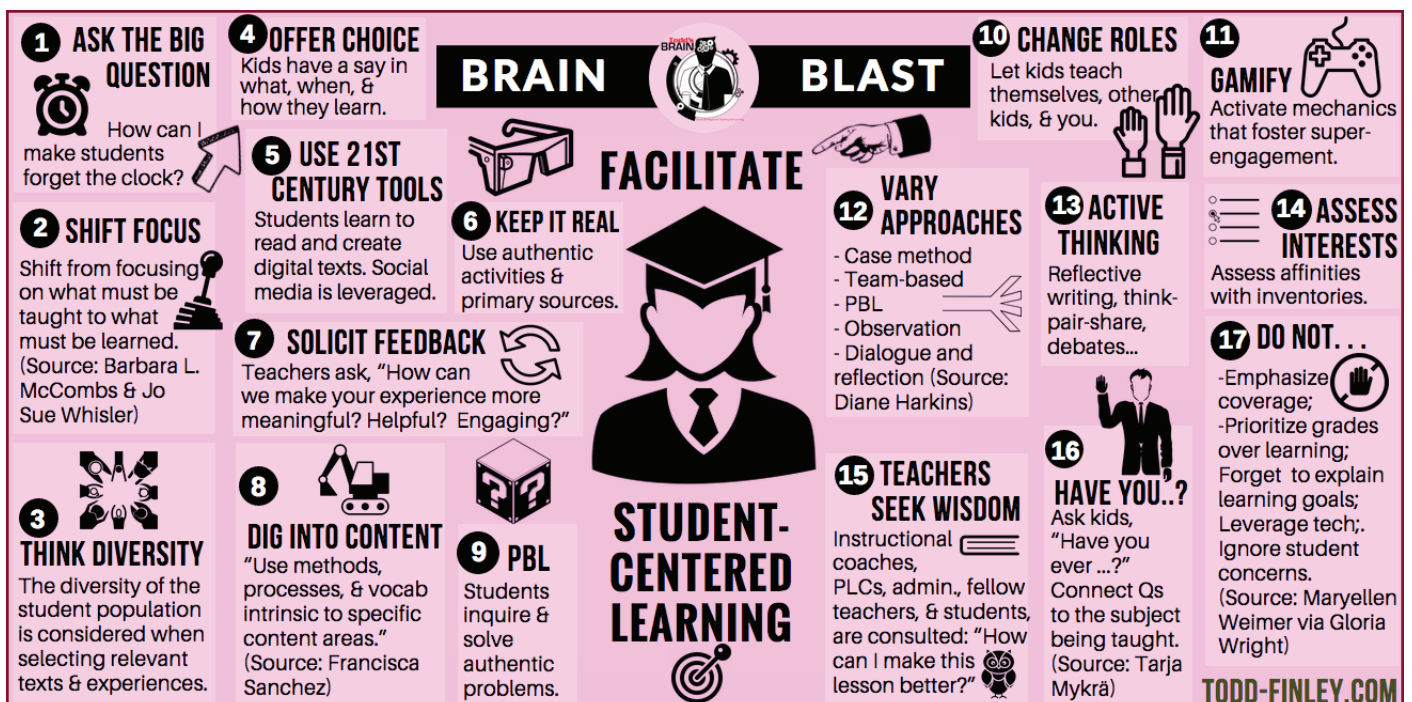 BRAIN
Todd's
BRAIN
BLAST
FACILITATE
STUDENT-
CENTERED
LEARNING
1 ASK THE BIG
QUESTION
How can I
make students
forget the clock?
2 SHIFT FOCUS
Shift from focusing
on what must be
taught to what
must be learned.
(Source: Barbara L.
McCombs & Jo
Sue Whisler)
3
THINK DIVERSITY
The diversity of the
student population
is considered when
selecting relevant
texts & experiences.
4 OFFER CHOICE
Kids have a say in
what, when, &
how they learn.
5 USE 21ST
CENTURY TOOLS
Students learn to
read and create
digital texts. Social
media is leveraged.
6 KEEP IT REAL
Use authentic
activities &
primary sources.
7 SOLICIT FEEDBACK
Teachers ask, “How can
we make your experience more
meaningful? Helpful? Engaging?”
8
DIG INTO CONTENT
“Use methods,
processes, & vocab
intrinsic to specific
content areas.”
(Source: Francisca
Sanchez)
? ?
9 PBL
Students
inquire &
solve
authentic
problems.
10 CHANGE ROLES
Let kids teach
themselves, other
kids, & you.
11
GAMIFY
Activate mechanics
that foster super-
engagement.
12 VARY
APPROACHES
- Case method
- Team-based
- PBL
- Observation
- Dialogue and
reflection (Source:
Diane Harkins)
13 ACTIVE
THINKING
Reflective
writing, think-
pair-share,
debates...
14 ASSESS
INTERESTS
Assess affinities
with inventories.
15 TEACHERS
SEEK WISDOM
Instructional
coaches,
PLCs, admin., fellow
teachers, & students,
are consulted: “How
can I make this
lesson better?”
16
HAVE YOU..?
Ask kids,
“Have you
ever ...?”
Connect Qs
to the subject
being taught.
(Source: Tarja
Mykrä)
17 DO NOT. . .
-Emphasize
coverage;
-Prioritize grades
over learning;
Forget to explain
learning goals;
Leverage tech;.
Ignore student
concerns.
(Source: Maryellen
Weimer via Gloria
Wright)
TODD-FINLEY.COM